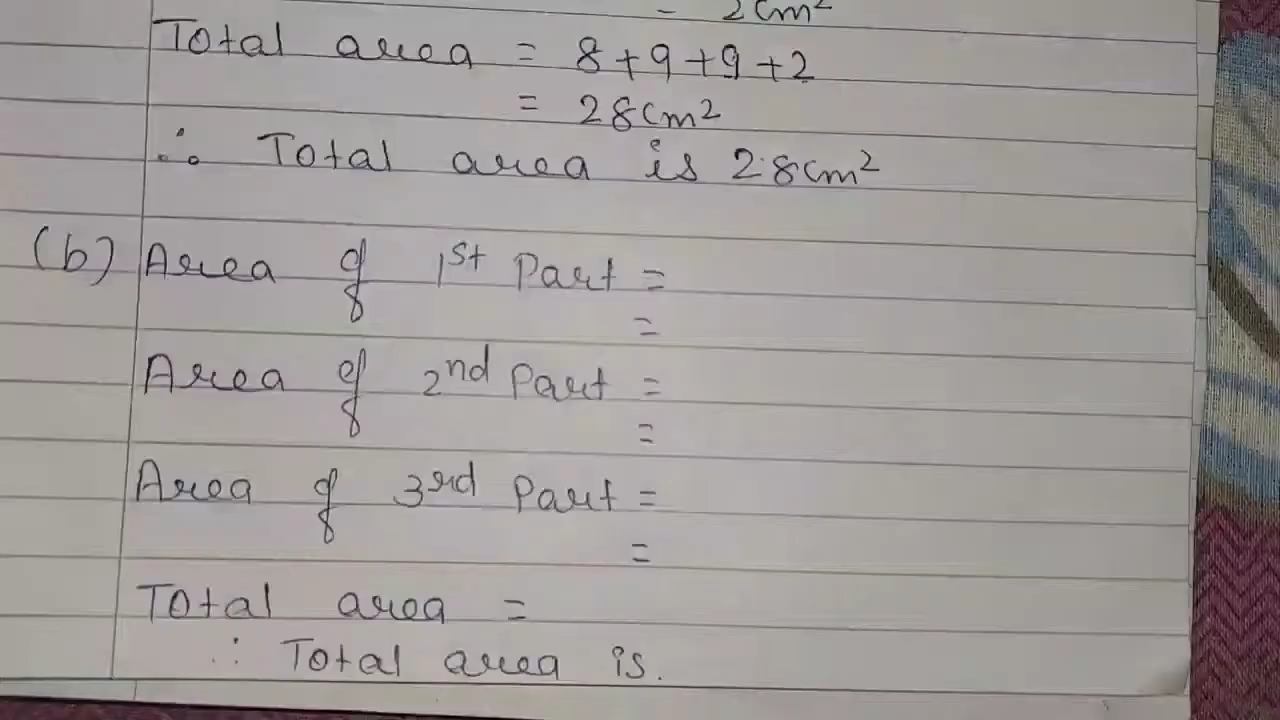 = 2cm²
Total area = 8+9+9+2
= 28cm²
∴ Total area is 28cm²
(b) Area of 1st Part =
=
Area of 2nd Part =
=
Area of 3rd Part =
=
Total area =
∴ Total area is.